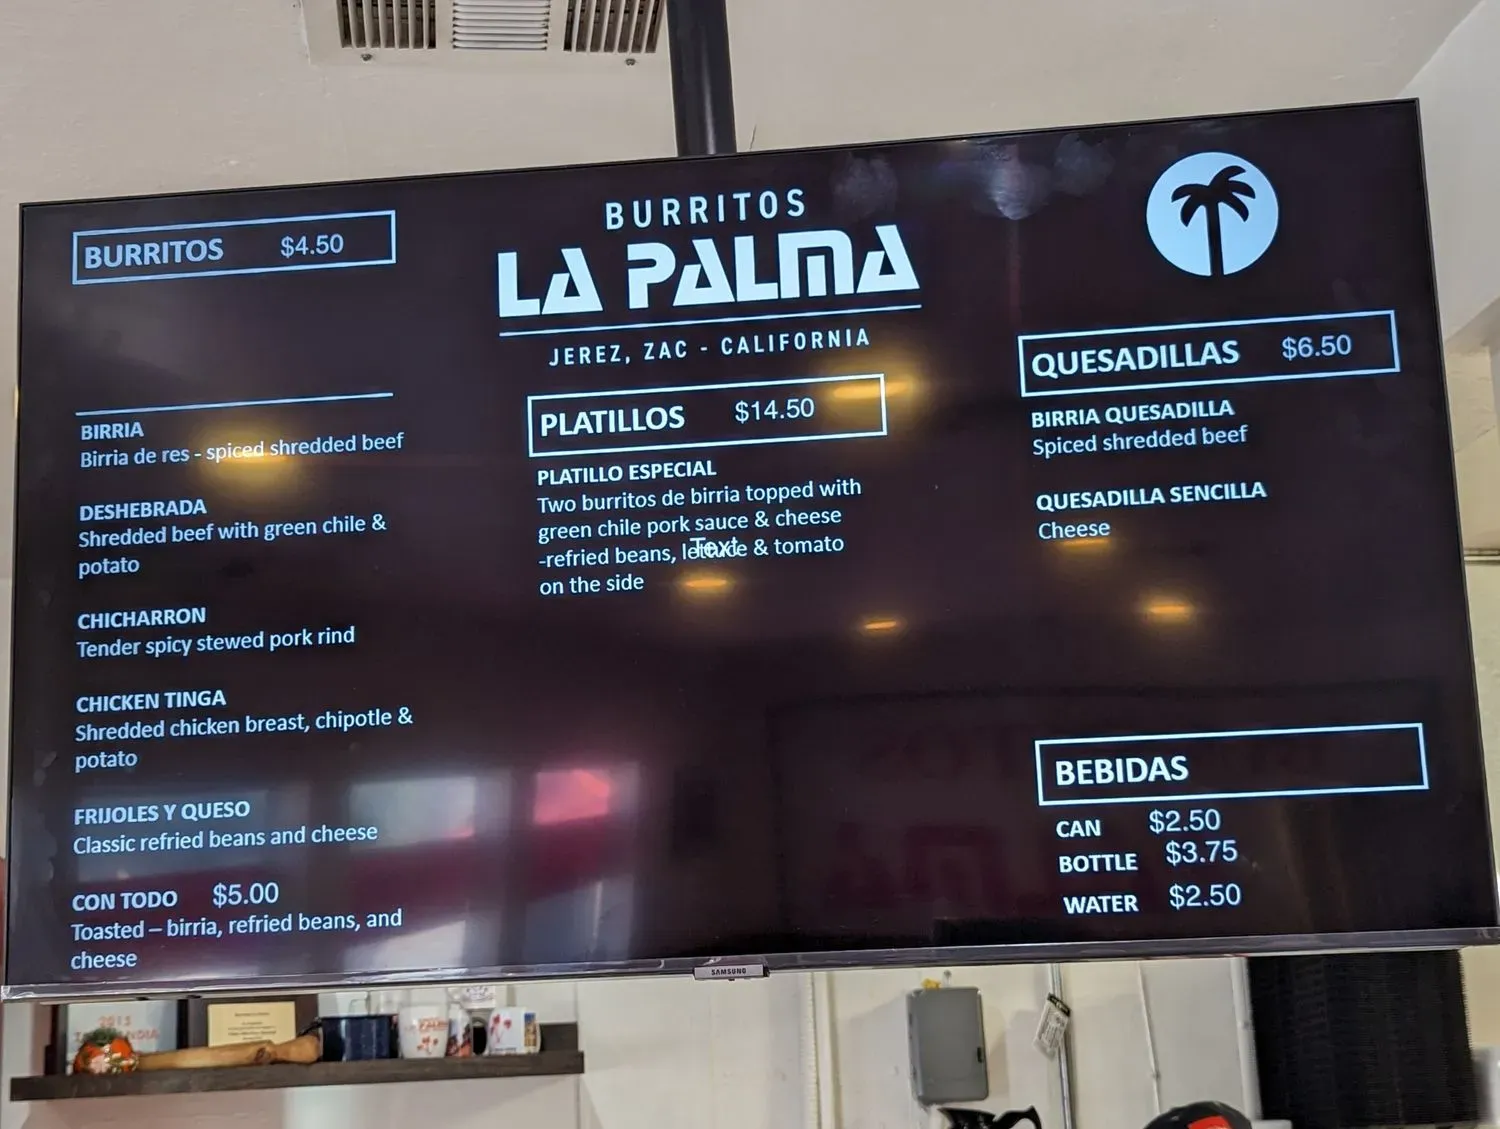 BURRITOS $4.50
BIRRIA
Birria de res - spiced shredded beef
DESHEBRADA
Shredded beef with green chile &
potato
CHICHARRON
Tender spicy stewed pork rind
CHICKEN TINGA
Shredded chicken breast, chipotle &
potato
FRIJOLES Y QUESO
Classic refried beans and cheese
CON TODO $5.00
Toasted – birria, refried beans, and
cheese
BURRITOS
LA PALMA
JEREZ, ZAC - CALIFORNIA
PLATILLOS $14.50
PLATILLO ESPECIAL
Two burritos de birria topped with
green chile pork sauce & cheese
-refried beans, lettuce & tomato
on the side
Text
QUESADILLAS $6.50
BIRRIA QUESADILLA
Spiced shredded beef
QUESADILLA SENCILLA
Cheese
BEBIDAS
CAN $2.50
BOTTLE $3.75
WATER $2.50
SAMSUNG
2015